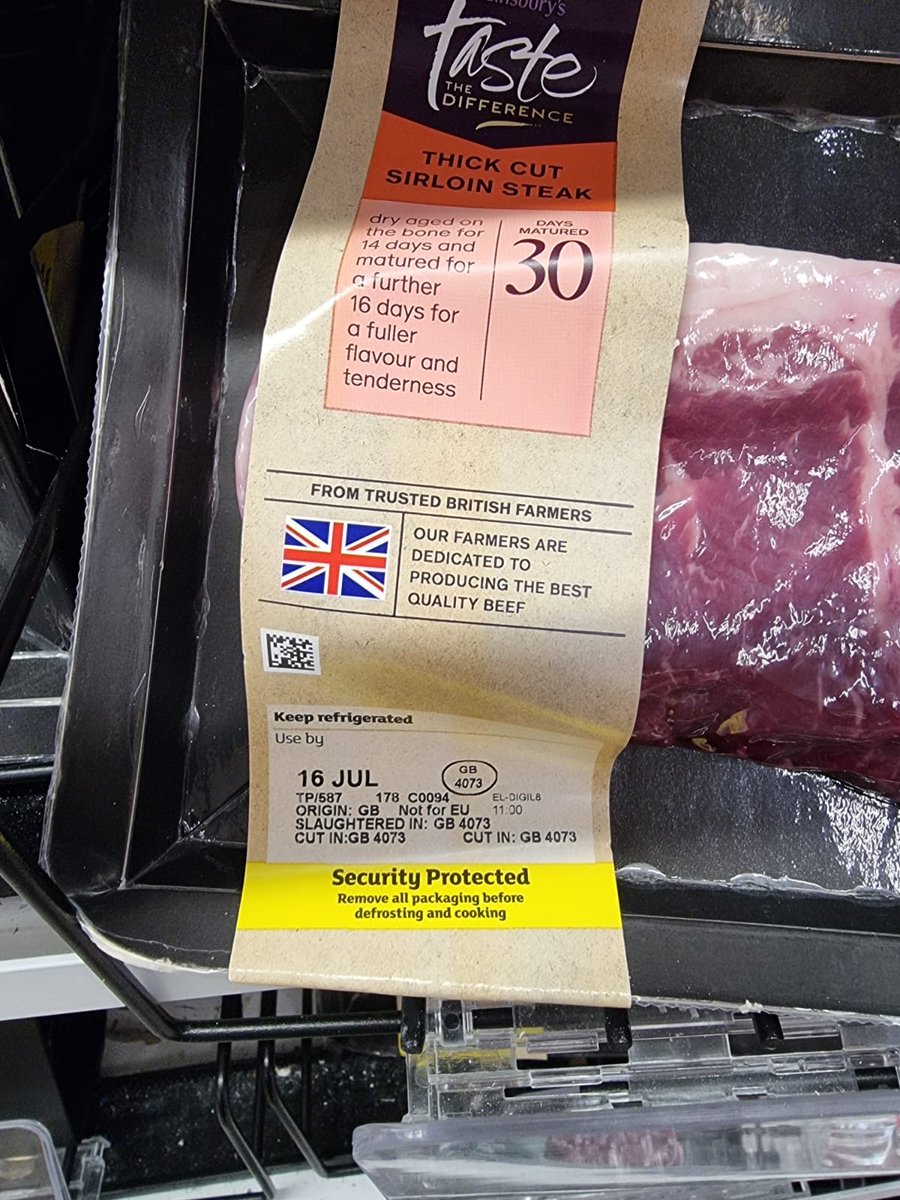 Sainsbury's
Taste
THE
DIFFERENCE
THICK CUT
SIRLOIN STEAK
dry aged on
the bone for
14 days and
matured for
a further
16 days for
a fuller
flavour and
tenderness
DAYS
MATURED
30
FROM TRUSTED BRITISH FARMERS
OUR FARMERS ARE
DEDICATED TO
PRODUCING THE BEST
QUALITY BEEF
Keep refrigerated
Use by
16 JUL
GB
4073
TP/587 178 C0094 EL-DIGIL8
ORIGIN: GB Not for EU 11:00
SLAUGHTERED IN: GB 4073
CUT IN:GB 4073 CUT IN: GB 4073
Security Protected
Remove all packaging before
defrosting and cooking